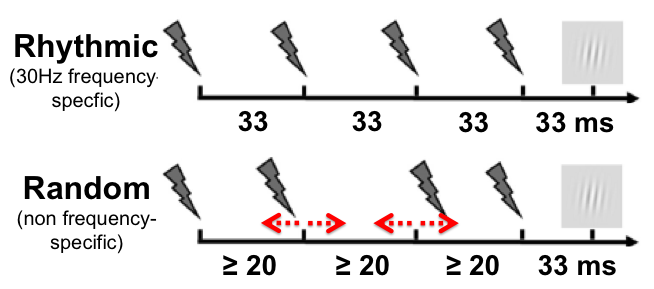 Rhythmic
(30Hz frequency-
specfic)
33 33 33 33 ms
Random
(non frequency-
specific)
≥ 20 ≥ 20 ≥ 20 33 ms